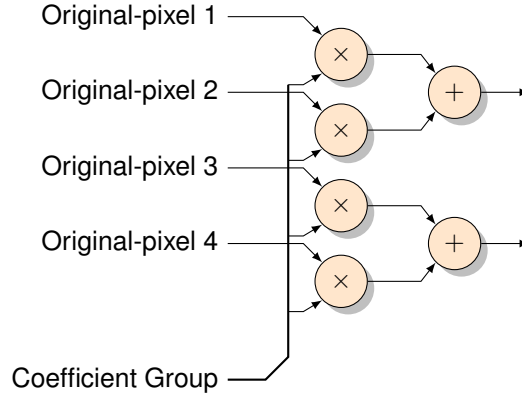 Original-pixel 1
×
Original-pixel 2
+
×
Original-pixel 3
×
Original-pixel 4
+
×
Coefficient Group